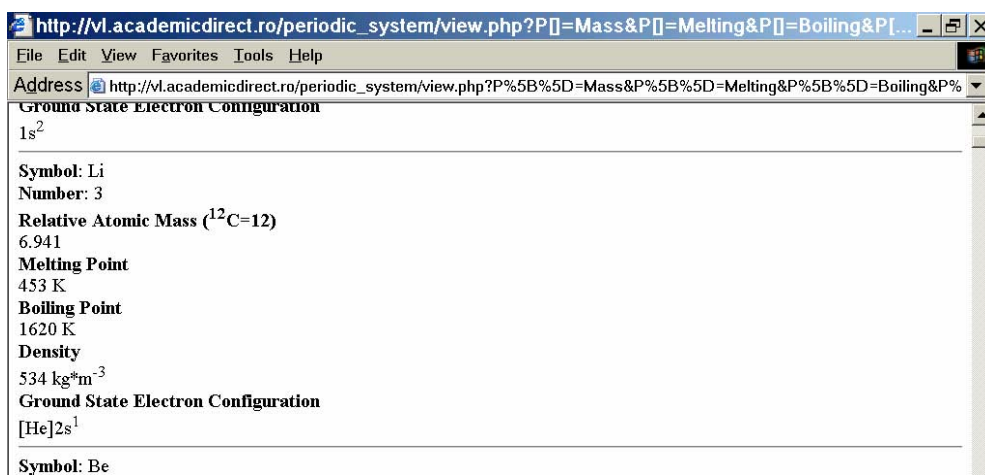 http://vl.academicdirect.ro/periodic_system/view.php?P[]=Mass&P[]=Melting&P[]=Boiling&P[...
File Edit View Favorites Tools Help
Address http://vl.academicdirect.ro/periodic_system/view.php?P%5B%5D=Mass&P%5B%5D=Melting&P%5B%5D=Boiling&P%
Ground State Electron Configuration
1s²
Symbol: Li
Number: 3
Relative Atomic Mass (¹²C=12)
6.941
Melting Point
453 K
Boiling Point
1620 K
Density
534 kg*m⁻³
Ground State Electron Configuration
[He]2s¹
Symbol: Be